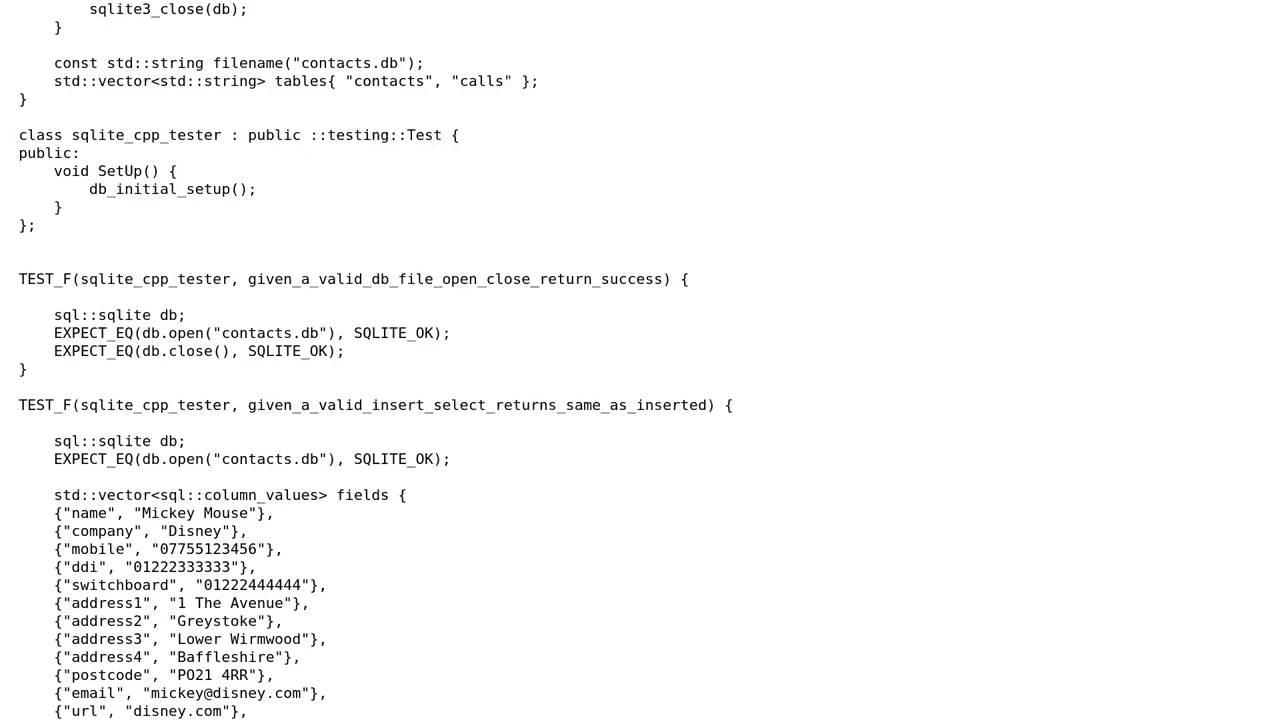 sqlite3_close(db);
    }

    const std::string filename("contacts.db");
    std::vector<std::string> tables{ "contacts", "calls" };
}

class sqlite_cpp_tester : public ::testing::Test {
public:
    void SetUp() {
        db_initial_setup();
    }
};


TEST_F(sqlite_cpp_tester, given_a_valid_db_file_open_close_return_success) {

    sql::sqlite db;
    EXPECT_EQ(db.open("contacts.db"), SQLITE_OK);
    EXPECT_EQ(db.close(), SQLITE_OK);
}

TEST_F(sqlite_cpp_tester, given_a_valid_insert_select_returns_same_as_inserted) {

    sql::sqlite db;
    EXPECT_EQ(db.open("contacts.db"), SQLITE_OK);

    std::vector<sql::column_values> fields {
    {"name", "Mickey Mouse"},
    {"company", "Disney"},
    {"mobile", "07755123456"},
    {"ddi", "01222333333"},
    {"switchboard", "01222444444"},
    {"address1", "1 The Avenue"},
    {"address2", "Greystoke"},
    {"address3", "Lower Wirmwood"},
    {"address4", "Baffleshire"},
    {"postcode", "PO21 4RR"},
    {"email", "mickey@disney.com"},
    {"url", "disney.com"},